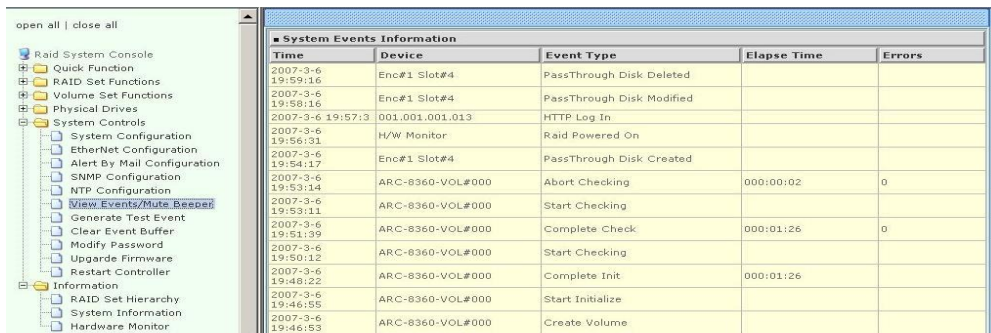 open all | close all
Raid System Console
Quick Function
RAID Set Functions
Volume Set Functions
Physical Drives
System Controls
System Configuration
EtherNet Configuration
Alert By Mail Configuration
SNMP Configuration
NTP Configuration
View Events/Mute Beeper
Generate Test Event
Clear Event Buffer
Modify Password
Upgarde Firmware
Restart Controller
Information
RAID Set Hierarchy
System Information
Hardware Monitor
System Events Information
Time Device Event Type Elapse Time Errors
2007-3-6 19:59:16 Enc#1 Slot#4 PassThrough Disk Deleted
2007-3-6 19:58:16 Enc#1 Slot#4 PassThrough Disk Modified
2007-3-6 19:57:3 001.001.001.013 HTTP Log In
2007-3-6 19:56:31 H/W Monitor Raid Powered On
2007-3-6 19:54:17 Enc#1 Slot#4 PassThrough Disk Created
2007-3-6 19:53:14 ARC-8360-VOL#000 Abort Checking 000:00:02 0
2007-3-6 19:53:11 ARC-8360-VOL#000 Start Checking
2007-3-6 19:51:39 ARC-8360-VOL#000 Complete Check 000:01:26 0
2007-3-6 19:50:12 ARC-8360-VOL#000 Start Checking
2007-3-6 19:48:22 ARC-8360-VOL#000 Complete Init 000:01:26
2007-3-6 19:46:55 ARC-8360-VOL#000 Start Initialize
2007-3-6 19:46:53 ARC-8360-VOL#000 Create Volume